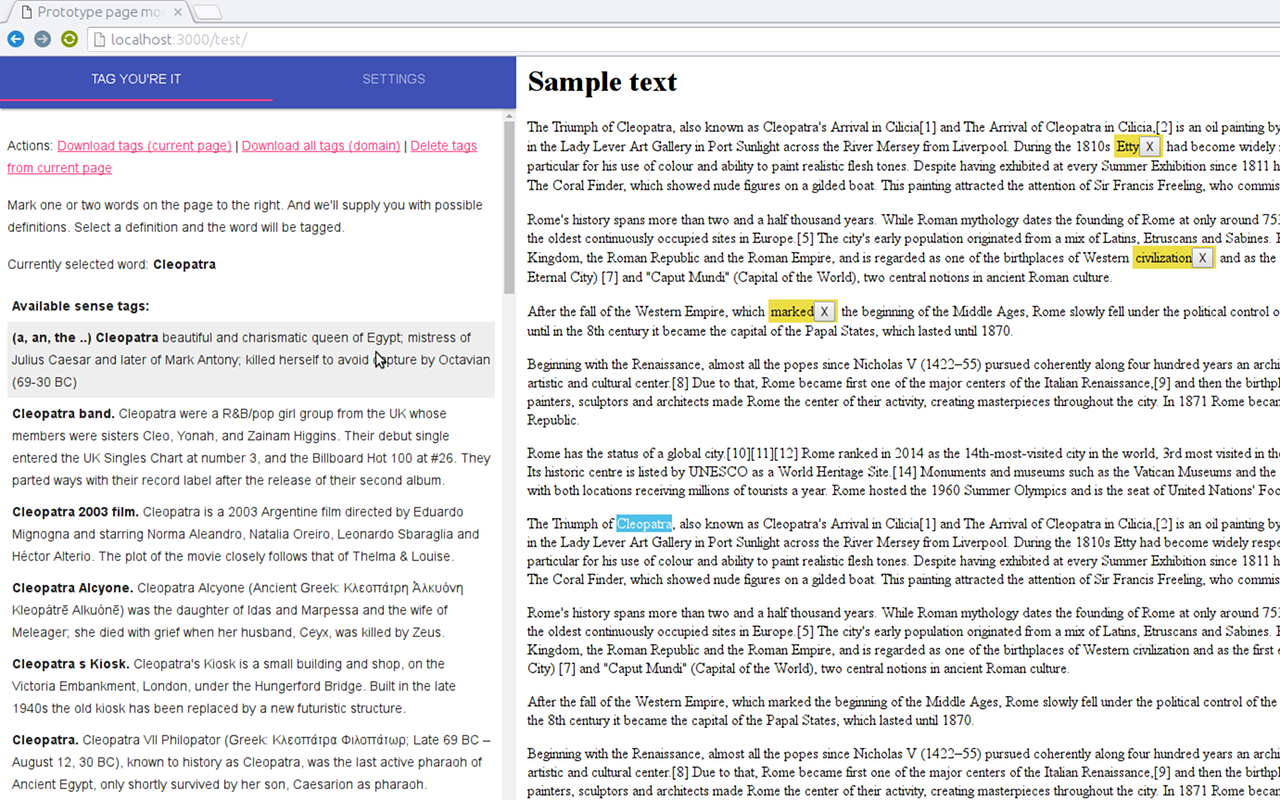 Prototype page mo
localhost:3000/test/
TAG YOU'RE IT
SETTINGS
Actions: Download tags (current page) | Download all tags (domain) | Delete tags
from current page
Mark one or two words on the page to the right. And we'll supply you with possible
definitions. Select a definition and the word will be tagged.
Currently selected word: Cleopatra
Available sense tags:
(a, an, the ..) Cleopatra beautiful and charismatic queen of Egypt; mistress of
Julius Caesar and later of Mark Antony; killed herself to avoid capture by Octavian
(69-30 BC)
Cleopatra band. Cleopatra were a R&B/pop girl group from the UK whose
members were sisters Cleo, Yonah, and Zainam Higgins. Their debut single
entered the UK Singles Chart at number 3, and the Billboard Hot 100 at #26. They
parted ways with their record label after the release of their second album.
Cleopatra 2003 film. Cleopatra is a 2003 Argentine film directed by Eduardo
Mignogna and starring Norma Aleandro, Natalia Oreiro, Leonardo Sbaraglia and
Héctor Alterio. The plot of the movie closely follows that of Thelma & Louise.
Cleopatra Alcyone. Cleopatra Alcyone (Ancient Greek: Κλεοπάτρη Ἀλκυόνη
Kleopátrē Alkuónē) was the daughter of Idas and Marpessa and the wife of
Meleager; she died with grief when her husband, Ceyx, was killed by Zeus.
Cleopatra s Kiosk. Cleopatra's Kiosk is a small building and shop, on the
Victoria Embankment, London, under the Hungerford Bridge. Built in the late
1940s the old kiosk has been replaced by a new futuristic structure.
Cleopatra. Cleopatra VII Philopator (Greek: Κλεοπάτρα Φιλοπάτωρ; Late 69 BC –
August 12, 30 BC), known to history as Cleopatra, was the last active pharaoh of
Ancient Egypt, only shortly survived by her son, Caesarion as pharaoh.
Sample text
The Triumph of Cleopatra, also known as Cleopatra's Arrival in Cilicia[1] and The Arrival of Cleopatra in Cilicia,[2] is an oil painting by
in the Lady Lever Art Gallery in Port Sunlight across the River Mersey from Liverpool. During the 1810s Etty X had become widely
particular for his use of colour and ability to paint realistic flesh tones. Despite having exhibited at every Summer Exhibition since 1811 h
The Coral Finder, which showed nude figures on a gilded boat. This painting attracted the attention of Sir Francis Freeling, who commis
Rome's history spans more than two and a half thousand years. While Roman mythology dates the founding of Rome at only around 753
the oldest continuously occupied sites in Europe.[5] The city's early population originated from a mix of Latins, Etruscans and Sabines. E
Kingdom, the Roman Republic and the Roman Empire, and is regarded as one of the birthplaces of Western civilization X and as the
Eternal City) [7] and "Caput Mundi" (Capital of the World), two central notions in ancient Roman culture.
After the fall of the Western Empire, which marked X the beginning of the Middle Ages, Rome slowly fell under the political control o
until in the 8th century it became the capital of the Papal States, which lasted until 1870.
Beginning with the Renaissance, almost all the popes since Nicholas V (1422–55) pursued coherently along four hundred years an archi
artistic and cultural center.[8] Due to that, Rome became first one of the major centers of the Italian Renaissance,[9] and then the birthpl
painters, sculptors and architects made Rome the center of their activity, creating masterpieces throughout the city. In 1871 Rome becam
Republic.
Rome has the status of a global city.[10][11][12] Rome ranked in 2014 as the 14th-most-visited city in the world, 3rd most visited in the
Its historic centre is listed by UNESCO as a World Heritage Site.[14] Monuments and museums such as the Vatican Museums and the
with both locations receiving millions of tourists a year. Rome hosted the 1960 Summer Olympics and is the seat of United Nations' Foo
The Triumph of Cleopatra, also known as Cleopatra's Arrival in Cilicia[1] and The Arrival of Cleopatra in Cilicia,[2] is an oil painting by
in the Lady Lever Art Gallery in Port Sunlight across the River Mersey from Liverpool. During the 1810s Etty had become widely respe
particular for his use of colour and ability to paint realistic flesh tones. Despite having exhibited at every Summer Exhibition since 1811 h
The Coral Finder, which showed nude figures on a gilded boat. This painting attracted the attention of Sir Francis Freeling, who commis
Rome's history spans more than two and a half thousand years. While Roman mythology dates the founding of Rome at only around 753
the oldest continuously occupied sites in Europe.[5] The city's early population originated from a mix of Latins, Etruscans and Sabines. E
Kingdom, the Roman Republic and the Roman Empire, and is regarded as one of the birthplaces of Western civilization and as the first e
City) [7] and "Caput Mundi" (Capital of the World), two central notions in ancient Roman culture.
After the fall of the Western Empire, which marked the beginning of the Middle Ages, Rome slowly fell under the political control of the
the 8th century it became the capital of the Papal States, which lasted until 1870.
Beginning with the Renaissance, almost all the popes since Nicholas V (1422–55) pursued coherently along four hundred years an archi
artistic and cultural center.[8] Due to that, Rome became first one of the major centers of the Italian Renaissance,[9] and then the birthpl
painters, sculptors and architects made Rome the center of their activity, creating masterpieces throughout the city. In 1871 Rome becam